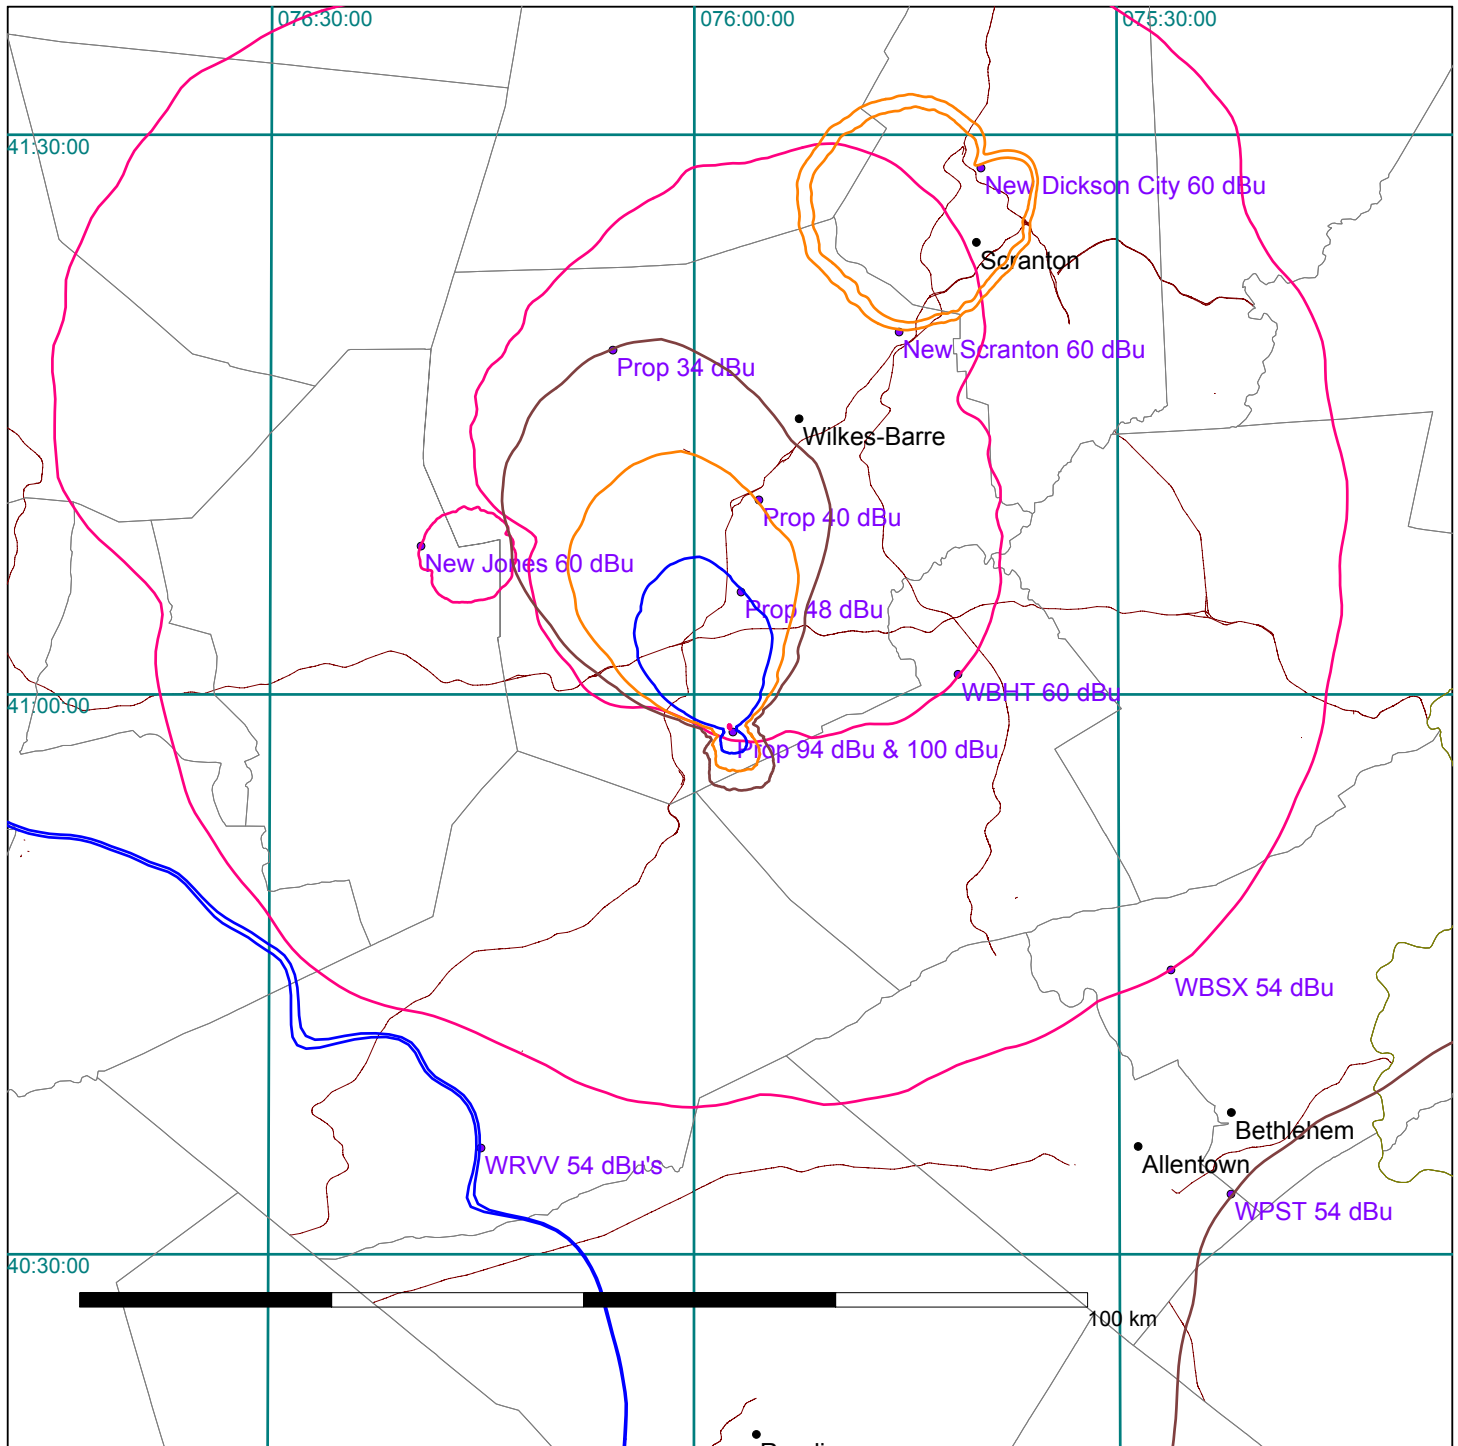 076:30:00
076:00:00
075:30:00
41:30:00
New Dickson City 60 dBu
Scranton
New Scranton 60 dBu
Prop 34 dBu
Wilkes-Barre
Prop 40 dBu
New Jones 60 dBu
Prop 48 dBu
WBHT 60 dBu
41:00:00
Prop 94 dBu & 100 dBu
WBSX 54 dBu
Bethlehem
Allentown
WRVV 54 dBu's
WPST 54 dBu
40:30:00
100 km